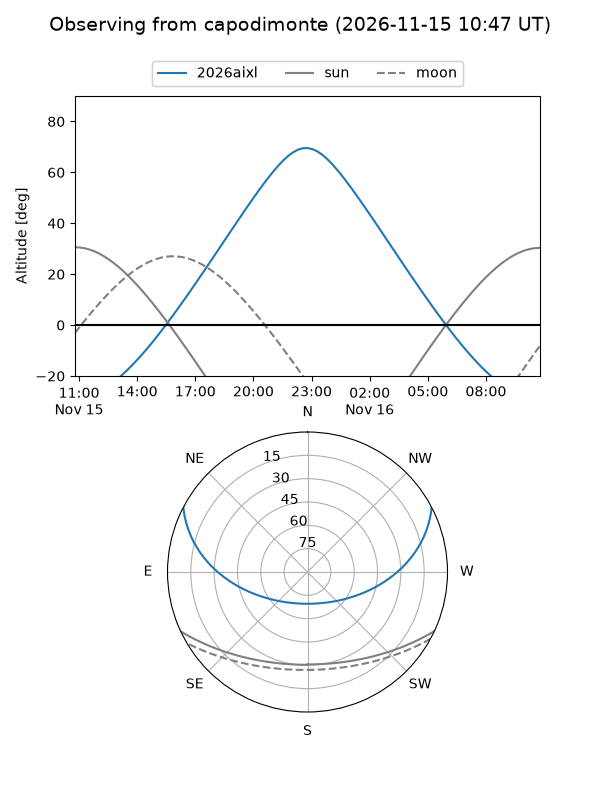 Observing from capodimonte (2026-11-15 10:47 UT)
2026aixl
sun
moon
Altitude [deg]
80
60
40
20
0
−20
11:00
Nov 15
14:00
17:00
20:00
23:00
02:00
Nov 16
05:00
08:00
N
NE
NW
15
30
45
60
75
E
W
SE
SW
S